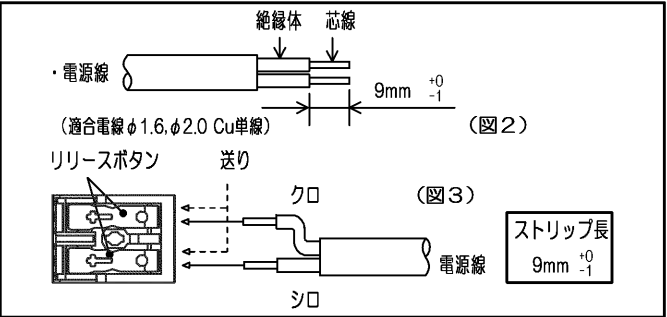 絶縁体 芯線
・電源線
9mm +0 -1
(適合電線φ1.6,φ2.0 Cu単線)
(図2)
リリースボタン 送り
クロ
(図3)
ストリップ長
9mm +0 -1
電源線
シロ